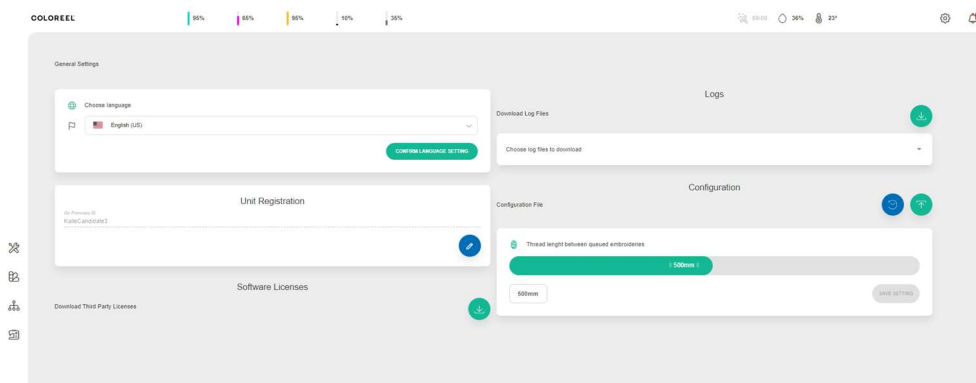 COLOREEL
95%
65%
95%
10%
35%
36%
23°
General Settings
Choose language
English (US)
CONFIRM LANGUAGE SETTING
Unit Registration
KalleCandidate3
Software Licenses
Download Third Party Licenses
Logs
Download Log Files
Choose log files to download
Configuration
Configuration File
Thread lenght between queued embroideries
500mm
500mm
SAVE SETTING